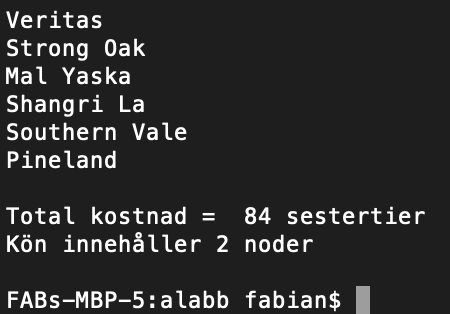 Veritas
Strong Oak
Mal Yaska
Shangri La
Southern Vale
Pineland
Total kostnad =  84 sestertier
Kön innehåller 2 noder
FABs-MBP-5:alabb fabian$